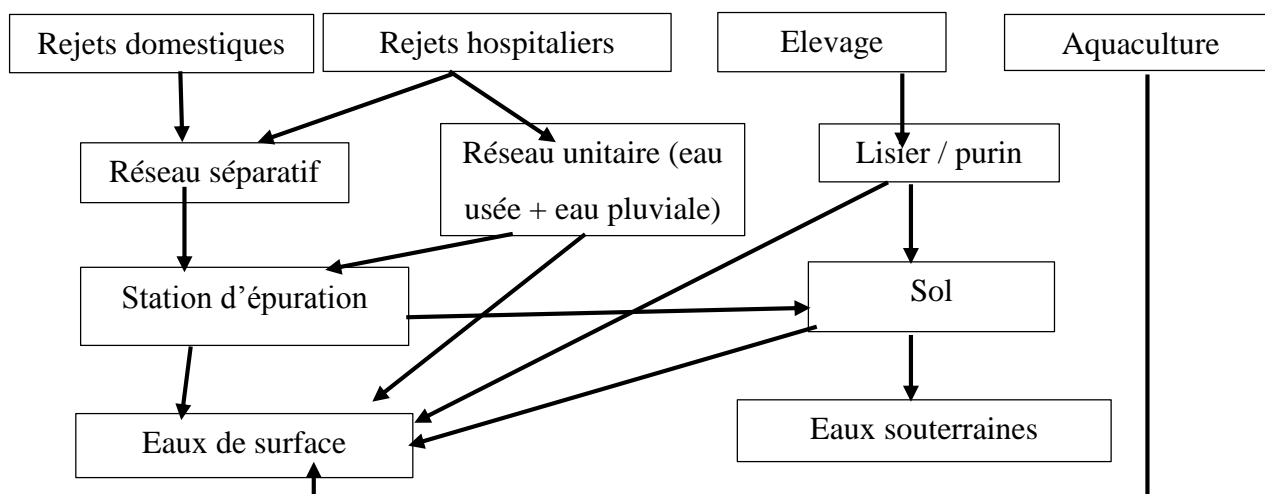 Rejets domestiques
Rejets hospitaliers
Elevage
Aquaculture
Réseau séparatif
Réseau unitaire (eau
usée + eau pluviale)
Lisier / purin
Station d’épuration
Sol
Eaux de surface
Eaux souterraines